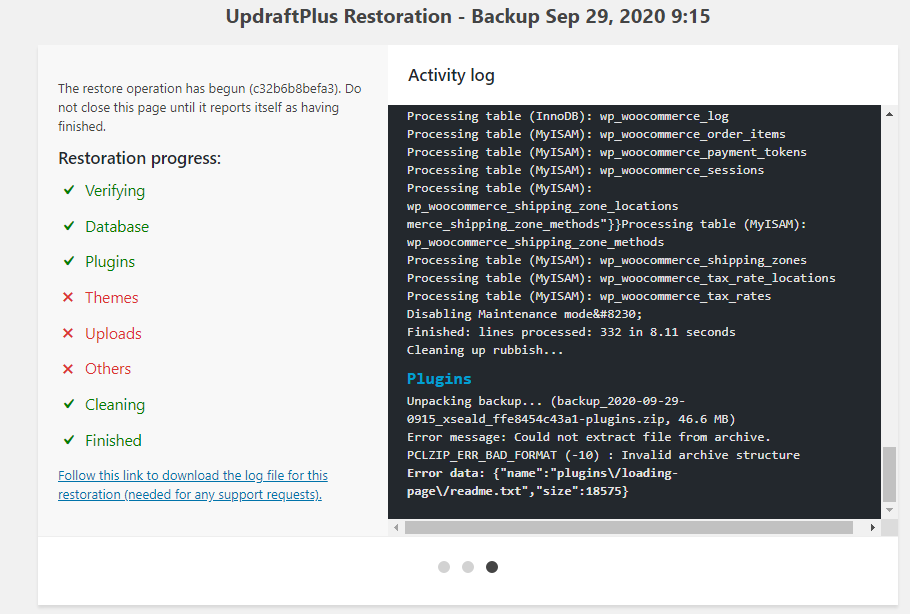 UpdraftPlus Restoration - Backup Sep 29, 2020 9:15
The restore operation has begun (c32b6b8befa3). Do
not close this page until it reports itself as having
finished.
Restoration progress:
Verifying
Database
Plugins
Themes
Uploads
Others
Cleaning
Finished
Follow this link to download the log file for this
restoration (needed for any support requests).
Activity log
Processing table (InnoDB): wp_woocommerce_log
Processing table (MyISAM): wp_woocommerce_order_items
Processing table (MyISAM): wp_woocommerce_payment_tokens
Processing table (MyISAM): wp_woocommerce_sessions
Processing table (MyISAM):
wp_woocommerce_shipping_zone_locations
merce_shipping_zone_methods"}}Processing table (MyISAM):
wp_woocommerce_shipping_zone_methods
Processing table (MyISAM): wp_woocommerce_shipping_zones
Processing table (MyISAM): wp_woocommerce_tax_rate_locations
Processing table (MyISAM): wp_woocommerce_tax_rates
Disabling Maintenance mode&#8230;
Finished: lines processed: 332 in 8.11 seconds
Cleaning up rubbish...
Plugins
Unpacking backup... (backup_2020-09-29-
0915_xseald_ffe8454c43a1-plugins.zip, 46.6 MB)
Error message: Could not extract file from archive.
PCLZIP_ERR_BAD_FORMAT (-10) : Invalid archive structure
Error data: {"name":"plugins\/loading-
page\/readme.txt","size":18575}